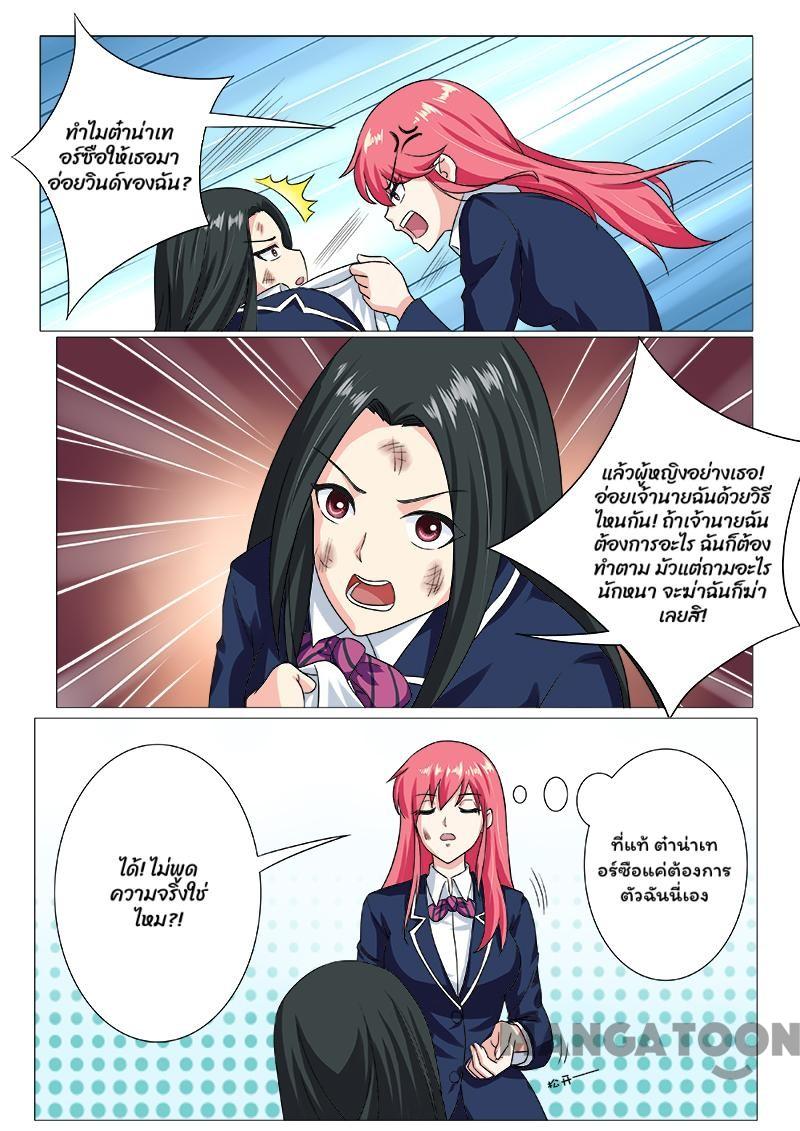 ทำไมต๋าน่าเท
อร์ซือให้เธอมา
อ่อยวินด์ของฉัน?
แล้วผู้หญิงอย่างเธอ!
อ่อยเจ้านายฉันด้วยวิธี
ไหนกัน! ถ้าเจ้านายฉัน
ต้องการอะไร ฉันก็ต้อง
ทำตาม มัวแต่ถามอะไร
นักหนา จะฆ่าฉันก็ฆ่า
เลยสิ!
ที่แท้ ต๋าน่าเท
อร์ซือแค่ต้องการ
ตัวฉันนี่เอง
ได้! ไม่พูด
ความจริงใช่
ไหม?!
MANGATOON
松开